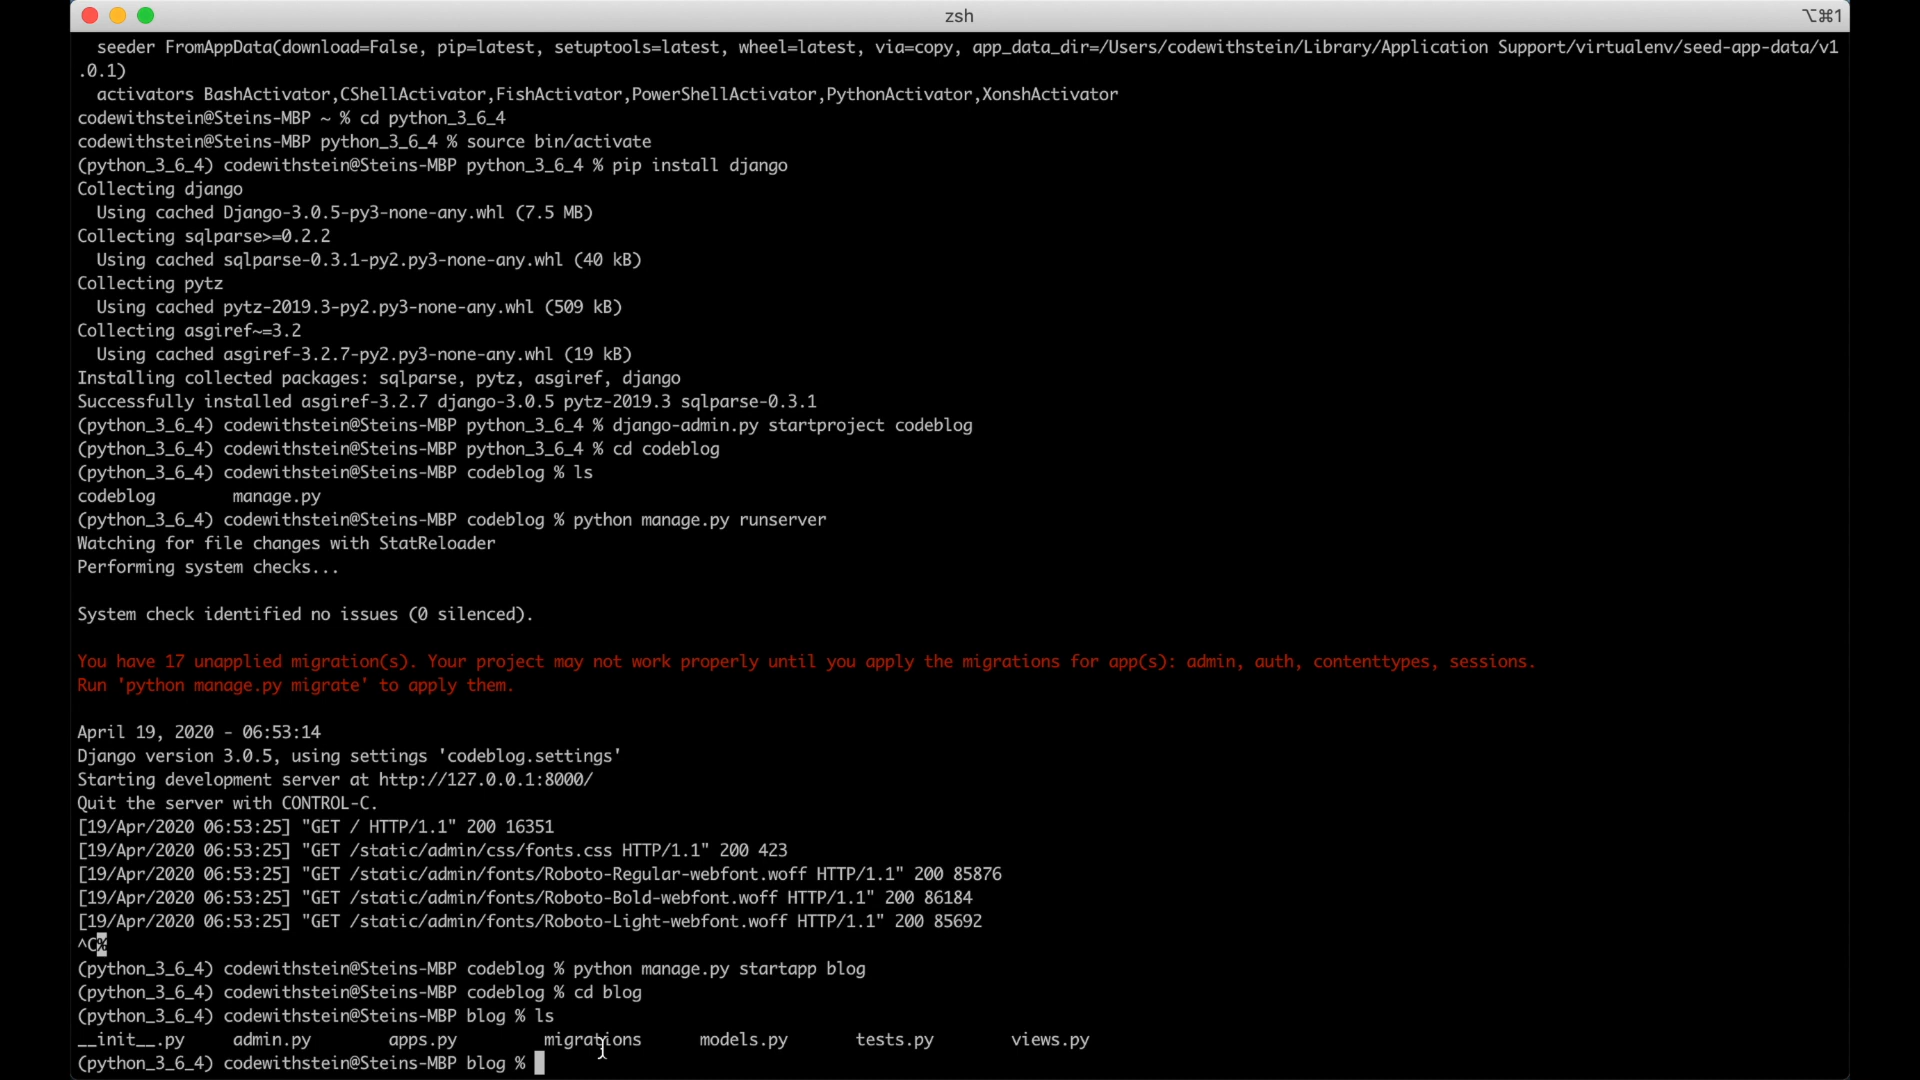 zsh
⌥⌘1
seeder FromAppData(download=False, pip=latest, setuptools=latest, wheel=latest, via=copy, app_data_dir=/Users/codewithstein/Library/Application Support/virtualenv/seed-app-data/v1
.0.1)
activators BashActivator,CShellActivator,FishActivator,PowerShellActivator,PythonActivator,XonshActivator
codewithstein@Steins-MBP ~ % cd python_3_6_4
codewithstein@Steins-MBP python_3_6_4 % source bin/activate
(python_3_6_4) codewithstein@Steins-MBP python_3_6_4 % pip install django
Collecting django
Using cached Django-3.0.5-py3-none-any.whl (7.5 MB)
Collecting sqlparse>=0.2.2
Using cached sqlparse-0.3.1-py2.py3-none-any.whl (40 kB)
Collecting pytz
Using cached pytz-2019.3-py2.py3-none-any.whl (509 kB)
Collecting asgiref~=3.2
Using cached asgiref-3.2.7-py2.py3-none-any.whl (19 kB)
Installing collected packages: sqlparse, pytz, asgiref, django
Successfully installed asgiref-3.2.7 django-3.0.5 pytz-2019.3 sqlparse-0.3.1
(python_3_6_4) codewithstein@Steins-MBP python_3_6_4 % django-admin.py startproject codeblog
(python_3_6_4) codewithstein@Steins-MBP python_3_6_4 % cd codeblog
(python_3_6_4) codewithstein@Steins-MBP codeblog % ls
codeblog manage.py
(python_3_6_4) codewithstein@Steins-MBP codeblog % python manage.py runserver
Watching for file changes with StatReloader
Performing system checks...
System check identified no issues (0 silenced).
You have 17 unapplied migration(s). Your project may not work properly until you apply the migrations for app(s): admin, auth, contenttypes, sessions.
Run 'python manage.py migrate' to apply them.
April 19, 2020 - 06:53:14
Django version 3.0.5, using settings 'codeblog.settings'
Starting development server at http://127.0.0.1:8000/
Quit the server with CONTROL-C.
[19/Apr/2020 06:53:25] "GET / HTTP/1.1" 200 16351
[19/Apr/2020 06:53:25] "GET /static/admin/css/fonts.css HTTP/1.1" 200 423
[19/Apr/2020 06:53:25] "GET /static/admin/fonts/Roboto-Regular-webfont.woff HTTP/1.1" 200 85876
[19/Apr/2020 06:53:25] "GET /static/admin/fonts/Roboto-Bold-webfont.woff HTTP/1.1" 200 86184
[19/Apr/2020 06:53:25] "GET /static/admin/fonts/Roboto-Light-webfont.woff HTTP/1.1" 200 85692
^C%
(python_3_6_4) codewithstein@Steins-MBP codeblog % python manage.py startapp blog
(python_3_6_4) codewithstein@Steins-MBP codeblog % cd blog
(python_3_6_4) codewithstein@Steins-MBP blog % ls
__init__.py admin.py apps.py migrations models.py tests.py views.py
(python_3_6_4) codewithstein@Steins-MBP blog %